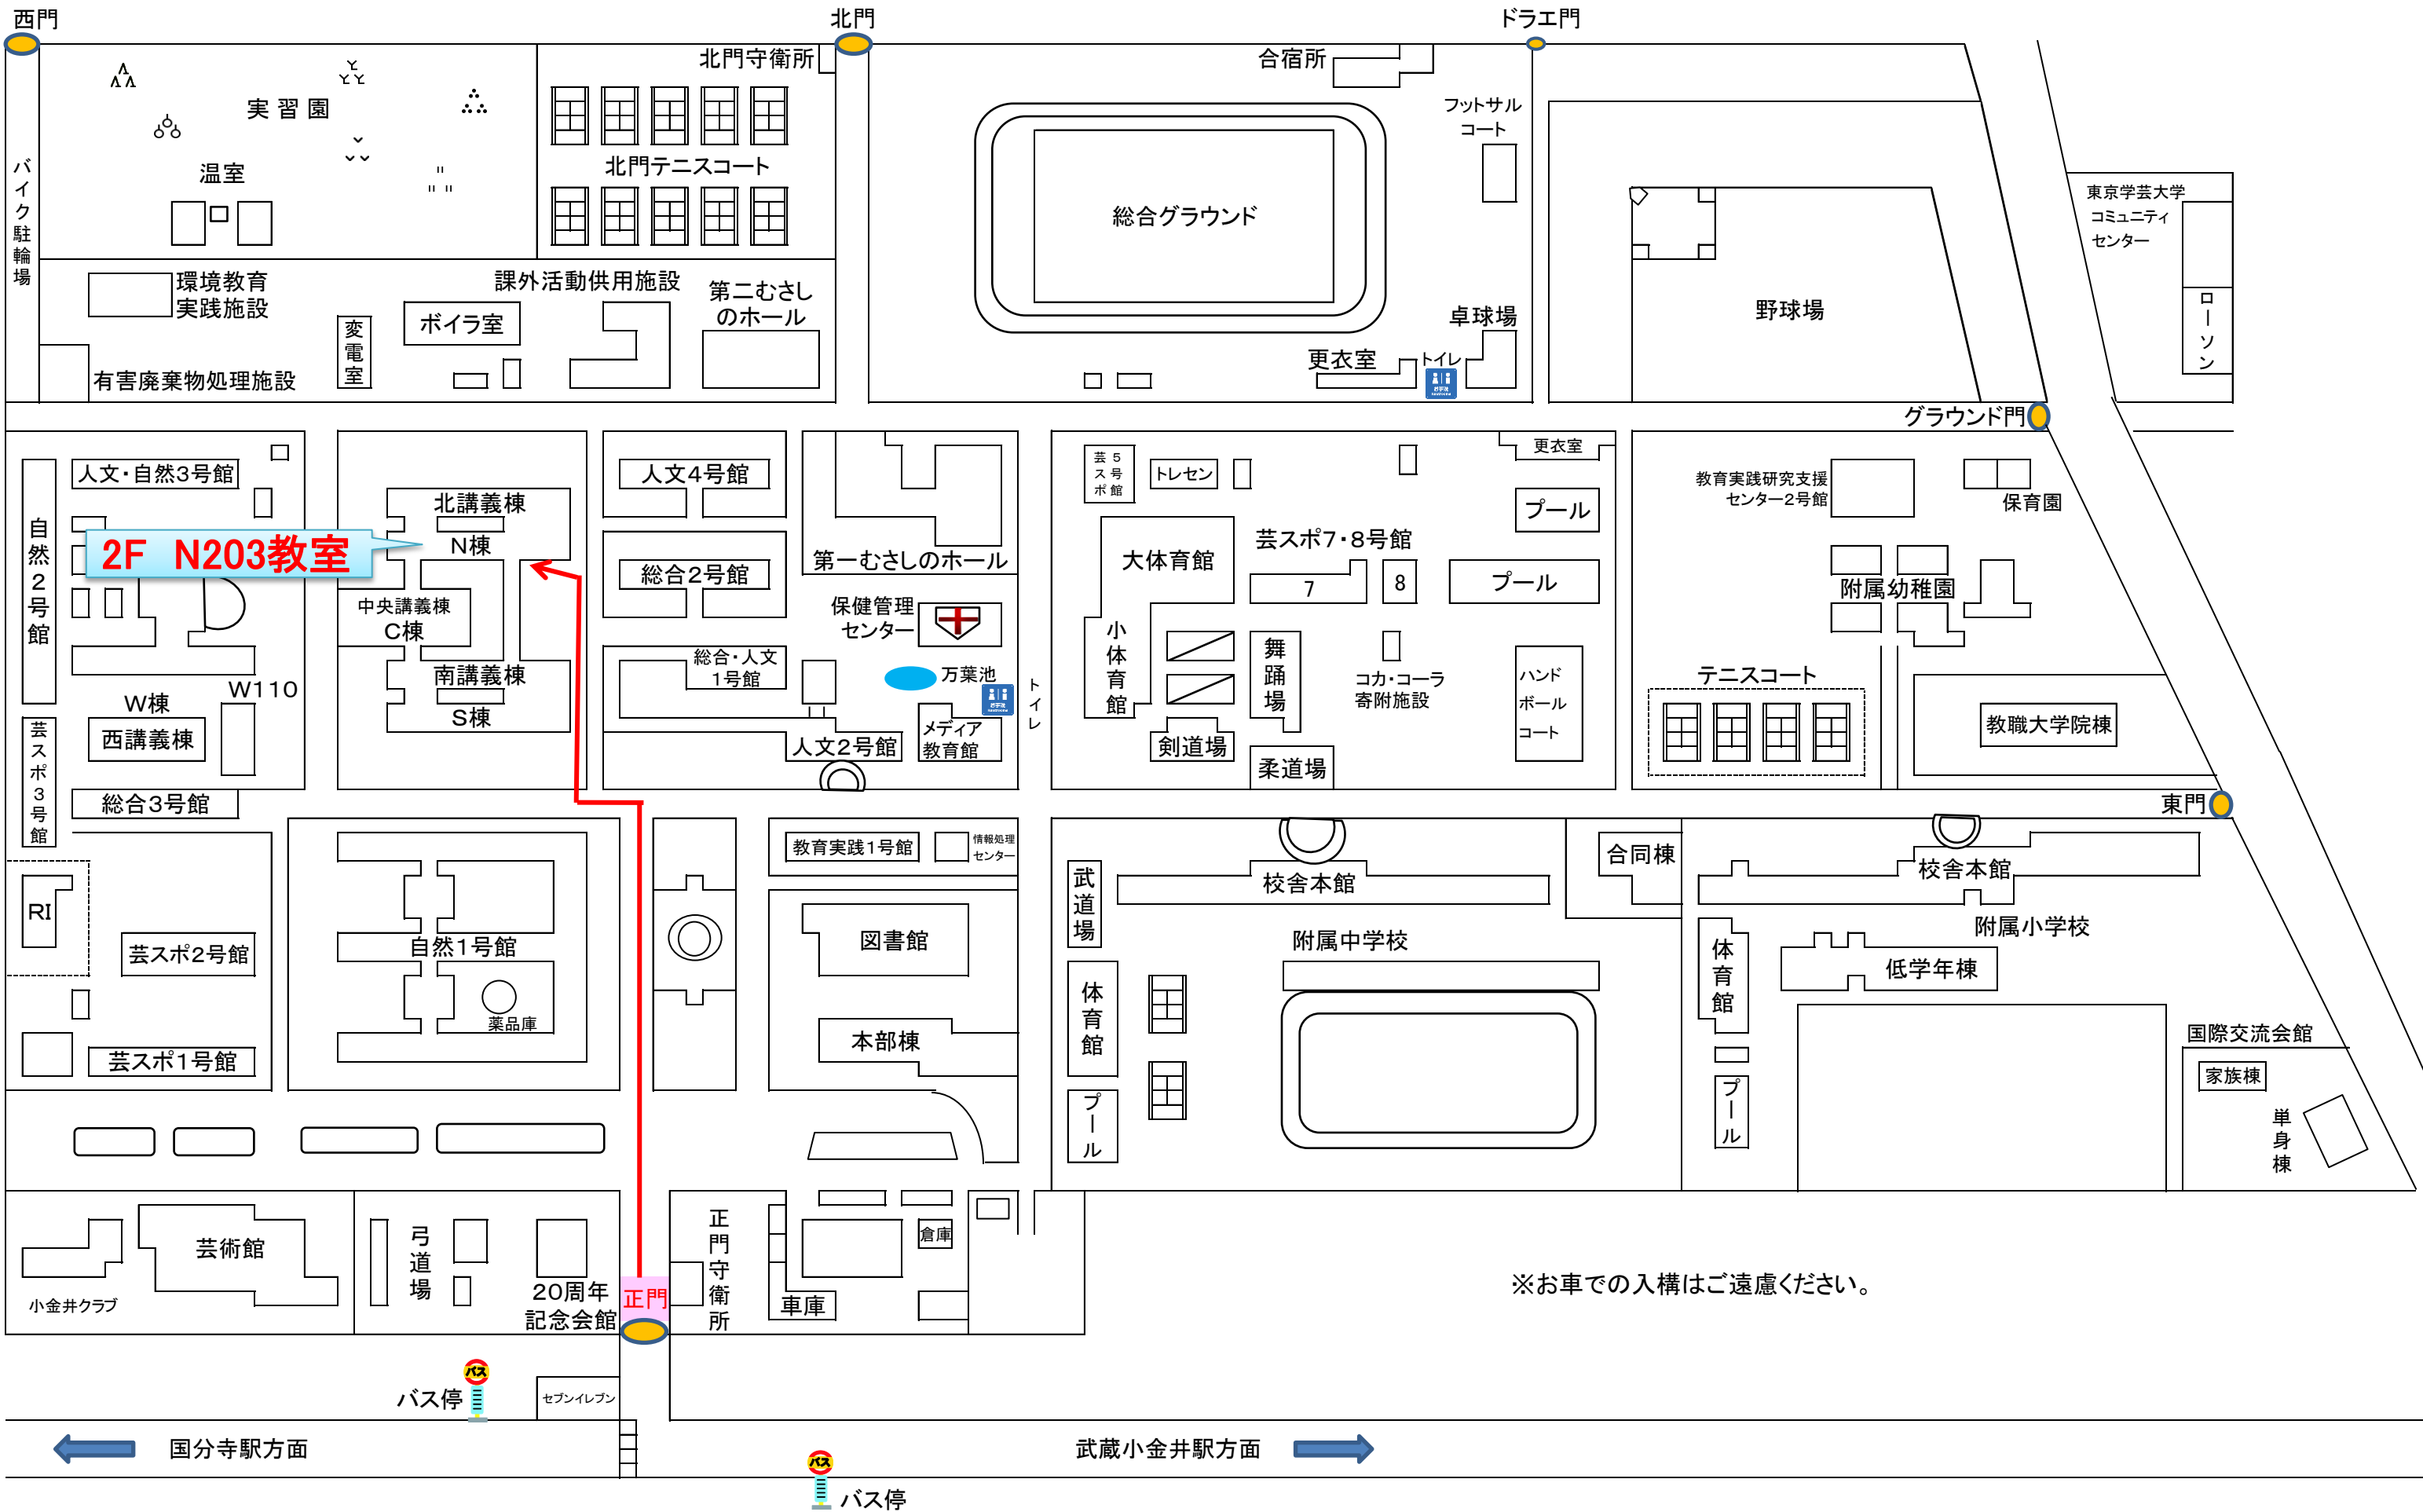 西門
北門
ドラエ門
北門守衛所
合宿所
実習園
フットサル
コート
バイク駐輪場
温室
北門テニスコート
総合グラウンド
東京学芸大学
コミュニティ
センター
ローソン
環境教育
実践施設
課外活動供用施設
第二むさし
のホール
変電室
ボイラ室
野球場
卓球場
更衣室
トイレ
有害廃棄物処理施設
グラウンド門
人文・自然3号館
北講義棟
N棟
人文4号館
第一むさしのホール
芸スポ5号館
トレセン
更衣室
プール
教育実践研究支援
センター2号館
保育園
自然2号館
2F N203教室
総合2号館
大体育館
芸スポ7・8号館
7
8
プール
附属幼稚園
中央講義棟
C棟
保健管理
センター
小体育館
舞踊場
南講義棟
S棟
総合・人文
1号館
万葉池
トイレ
コカ・コーラ
寄附施設
ハンド
ボール
コート
テニスコート
W110
W棟
西講義棟
芸スポ3号館
人文2号館
メディア
教育館
剣道場
柔道場
教職大学院棟
総合3号館
東門
教育実践1号館
情報処理
センター
武道場
校舎本館
合同棟
校舎本館
RI
芸スポ2号館
自然1号館
図書館
附属中学校
附属小学校
体育館
低学年棟
体育館
薬品庫
芸スポ1号館
本部棟
プール
プール
国際交流会館
家族棟
単身棟
芸術館
弓道場
正門守衛所
倉庫
小金井クラブ
20周年
記念会館
正門
車庫
※お車での入構はご遠慮ください。
バス
バス停
セブンイレブン
国分寺駅方面
武蔵小金井駅方面
バス
バス停